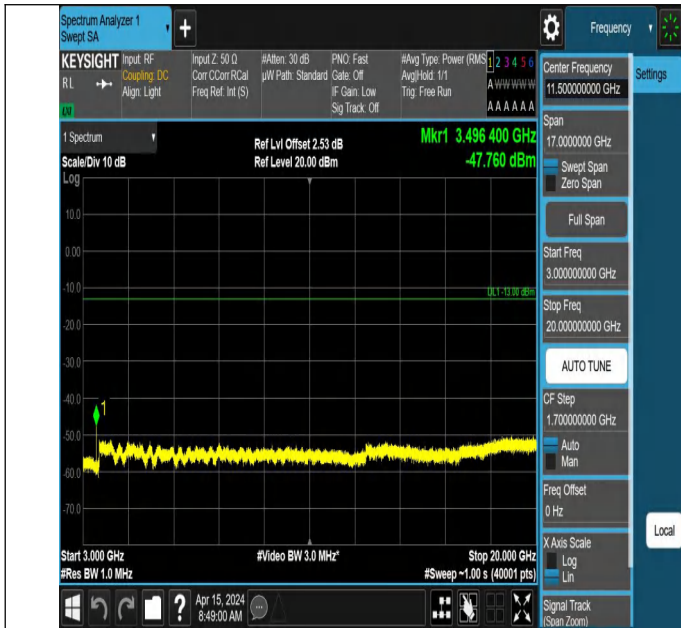 Spectrum Analyzer 1
Swept SA
Frequency
KEYSIGHT
RL
Input: RF
Coupling: DC
Align: Light
Input Z: 50 Ω
Corr CCorr RCal
Freq Ref: Int (S)
#Atten: 30 dB
µW Path: Standard
PNO: Fast
Gate: Off
IF Gain: Low
Sig Track: Off
#Avg Type: Power (RMS
Avg|Hold: 1/1
Trig: Free Run
1 2 3 4 5 6
A W W W W W
A A A A A A
Center Frequency
11.500000000 GHz
Settings
Span
17.0000000 GHz
Swept Span
Zero Span
Full Span
Start Freq
3.000000000 GHz
Stop Freq
20.000000000 GHz
AUTO TUNE
CF Step
1.700000000 GHz
Auto
Man
Freq Offset
0 Hz
X Axis Scale
Log
Lin
Signal Track
(Span Zoom)
Local
1 Spectrum
Scale/Div 10 dB
Log
Ref Lvl Offset 2.53 dB
Ref Level 20.00 dBm
Mkr1 3.496 400 GHz
-47.760 dBm
10.0
0.00
-10.0
DL1 -13.00 dBm
-20.0
-30.0
-40.0
1
-50.0
-60.0
-70.0
Start 3.000 GHz
#Video BW 3.0 MHz*
Stop 20.000 GHz
#Res BW 1.0 MHz
#Sweep ~1.00 s (40001 pts)
Apr 15, 2024
8:49:00 AM